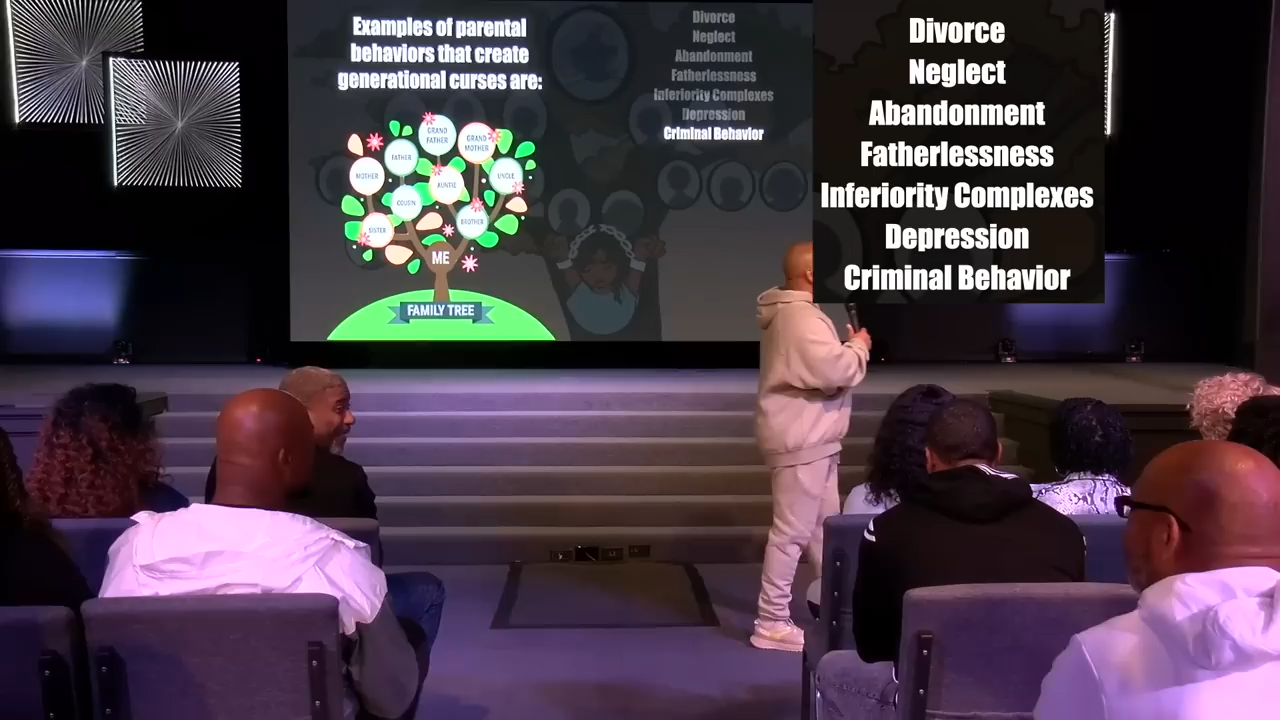 Examples of parental
behaviors that create
generational curses are:
GRAND
FATHER
GRAND
MOTHER
FATHER
MOTHER
AUNTIE
UNCLE
COUSIN
SISTER
BROTHER
ME
FAMILY TREE
Divorce
Neglect
Abandonment
Fatherlessness
Inferiority Complexes
Depression
Criminal Behavior
Divorce
Neglect
Abandonment
Fatherlessness
Inferiority Complexes
Depression
Criminal Behavior